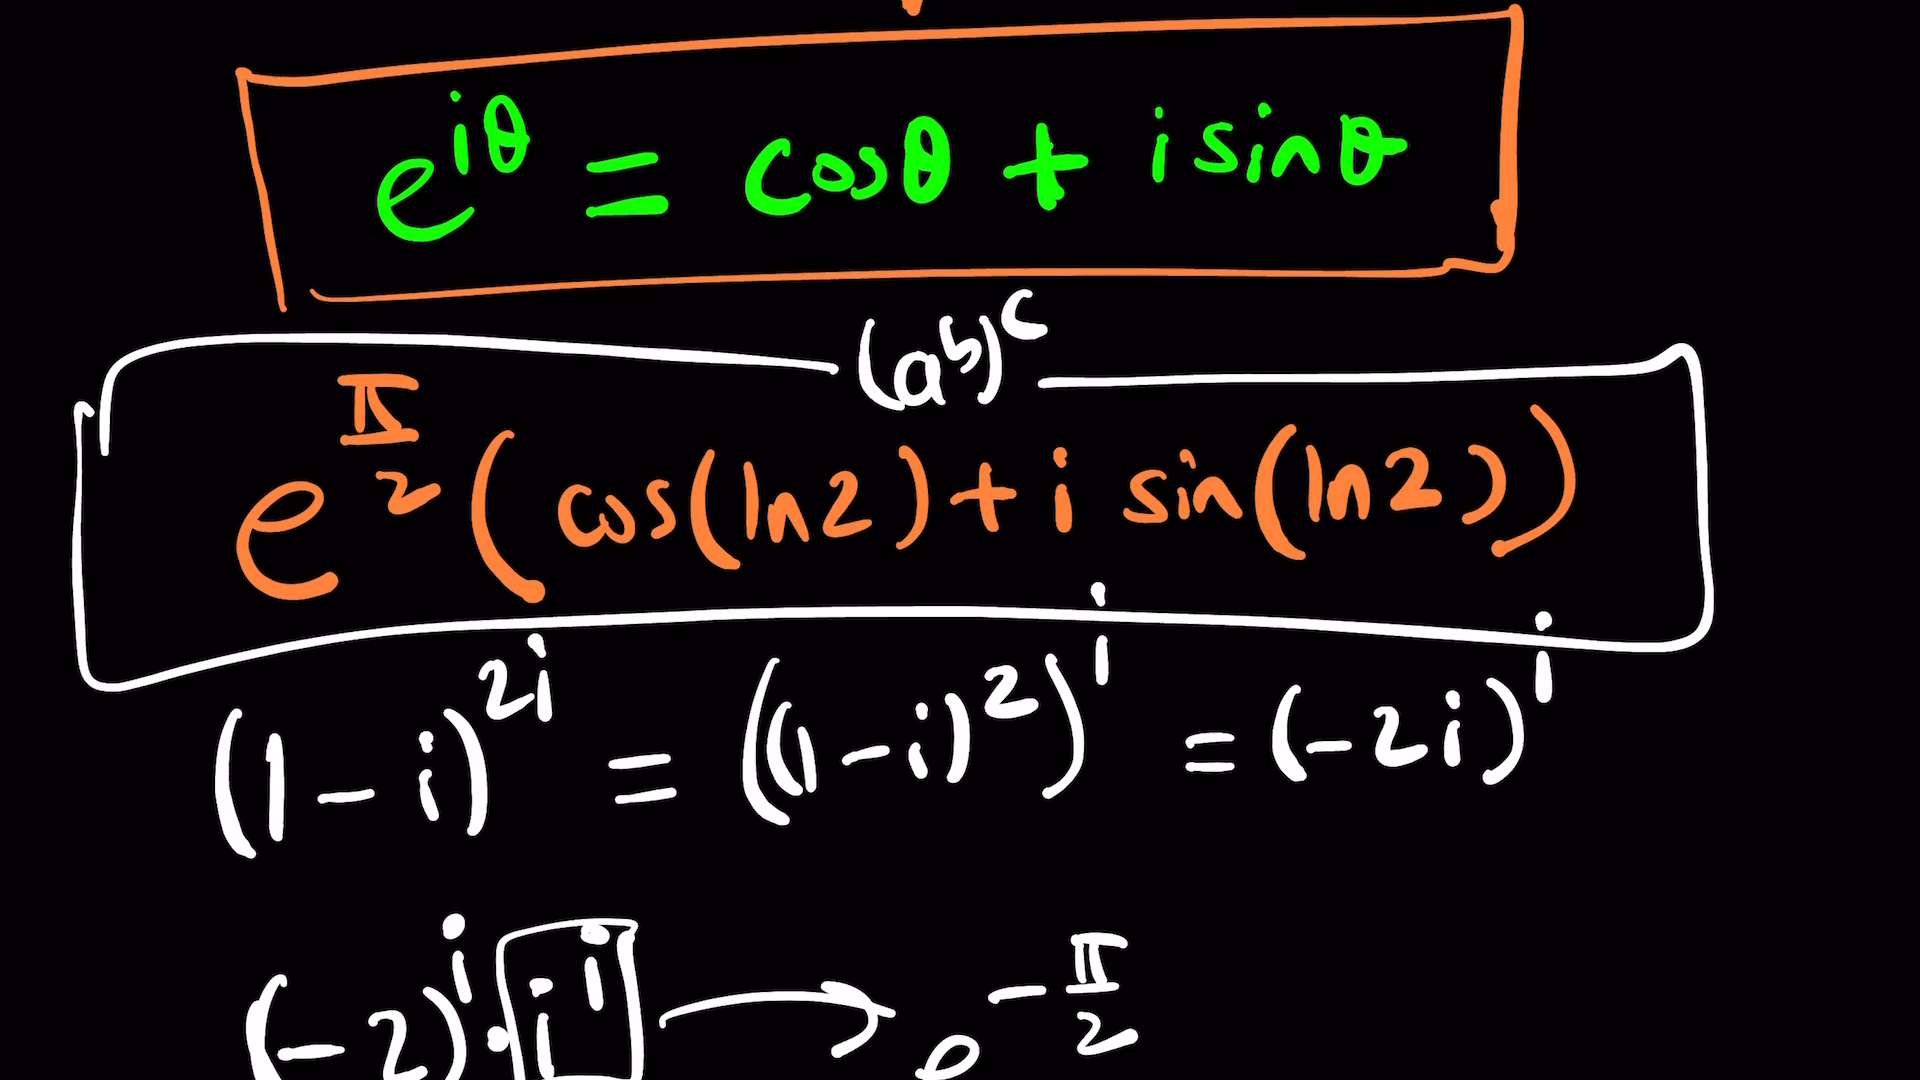 e^{iθ} = cosθ + i sinθ
(a^b)^c
e^{π/2} (cos(ln2) + i sin(ln2))
(1 - i)^{2i} = ((1 - i)^2)^i = (-2i)^i
(-2)^i · i^i → e^{-π/2}